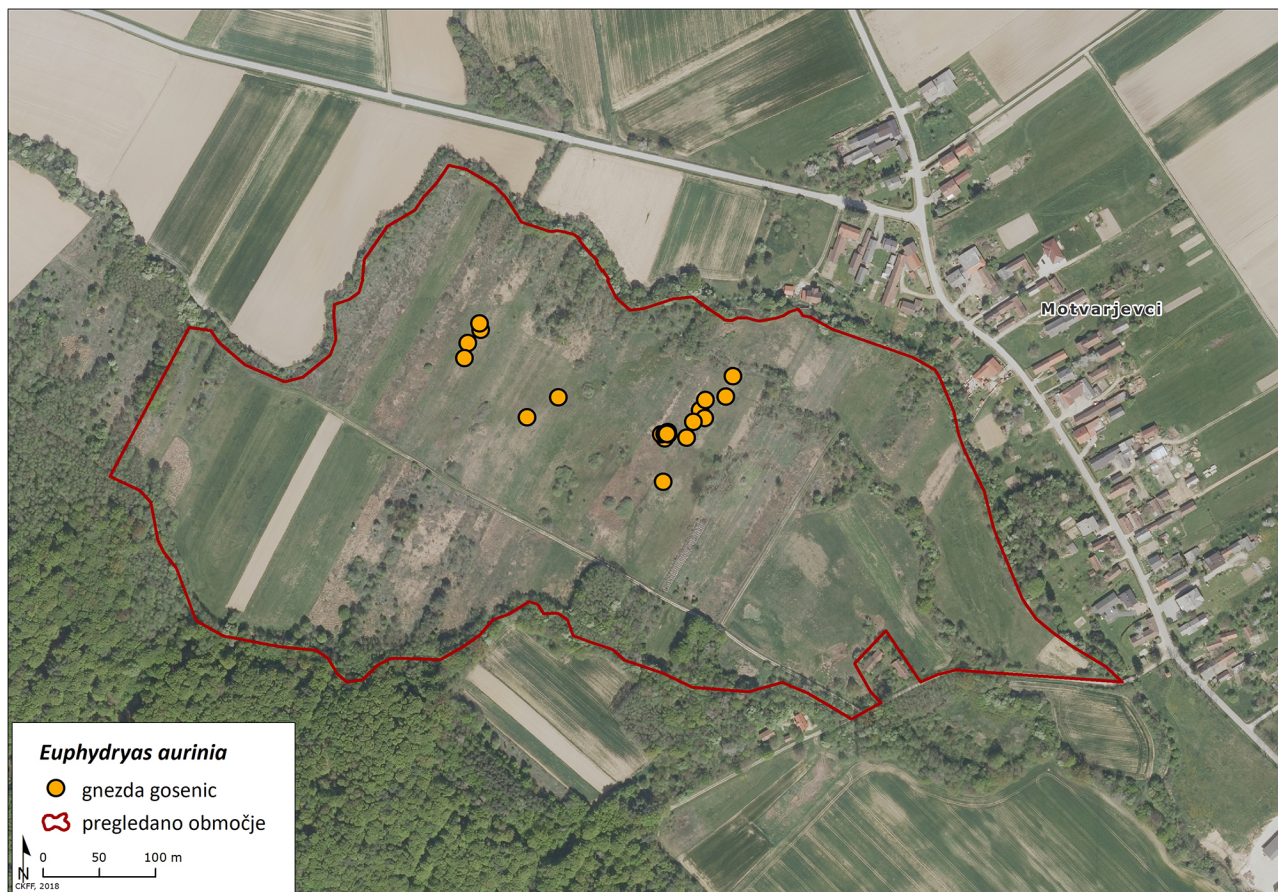 Motvarjevci
Euphydryas aurinia
gnezda gosenic
pregledano območje
0 50 100 m
N
CKFF, 2018